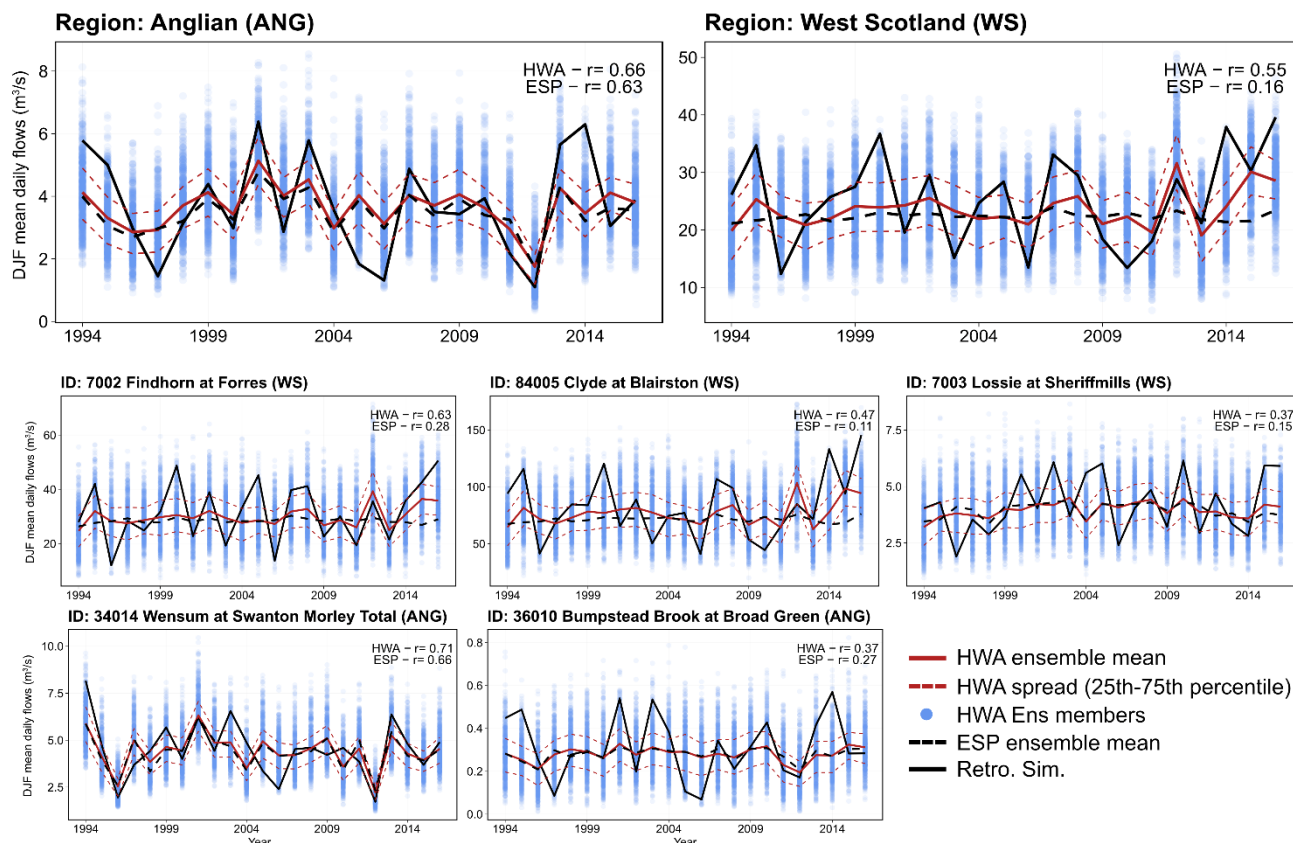 Region: Anglian (ANG)
Region: West Scotland (WS)
DJF mean daily flows (m³/s)
HWA − r= 0.66
ESP − r= 0.63
8
6
4
2
0
1994
1999
2004
2009
2014
HWA − r= 0.55
ESP − r= 0.16
50
40
30
20
10
1994
1999
2004
2009
2014
ID: 7002 Findhorn at Forres (WS)
ID: 84005 Clyde at Blairston (WS)
ID: 7003 Lossie at Sheriffmills (WS)
DJF mean daily flows (m³/s)
HWA − r= 0.63
ESP − r= 0.28
60
40
20
1994
1999
2004
2009
2014
HWA − r= 0.47
ESP − r= 0.11
150
100
50
1994
1999
2004
2009
2014
HWA − r= 0.37
ESP − r= 0.15
7.5
5.0
2.5
1994
1999
2004
2009
2014
ID: 34014 Wensum at Swanton Morley Total (ANG)
ID: 36010 Bumpstead Brook at Broad Green (ANG)
DJF mean daily flows (m³/s)
HWA − r= 0.71
ESP − r= 0.66
10.0
7.5
5.0
2.5
1994
1999
2004
2009
2014
Year
HWA − r= 0.37
ESP − r= 0.27
0.8
0.6
0.4
0.2
0.0
1994
1999
2004
2009
2014
Year
HWA ensemble mean
HWA spread (25th-75th percentile)
HWA Ens members
ESP ensemble mean
Retro. Sim.